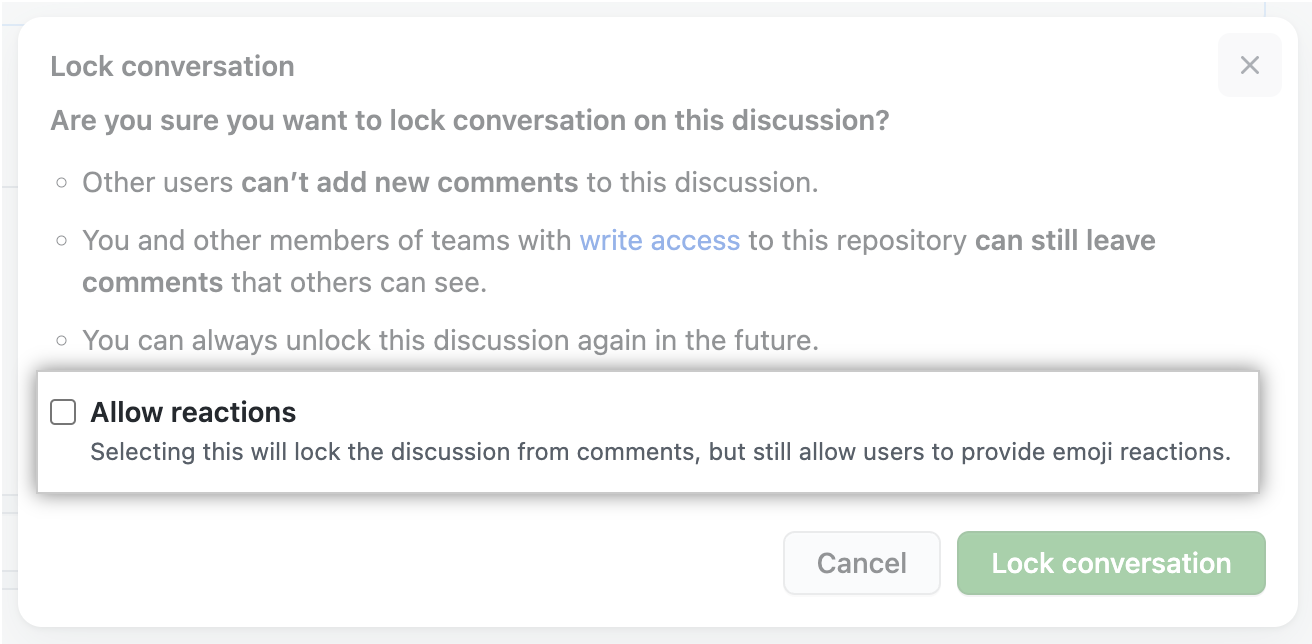 Lock conversation
Are you sure you want to lock conversation on this discussion?
Other users can’t add new comments to this discussion.
You and other members of teams with write access to this repository can still leave
comments that others can see.
You can always unlock this discussion again in the future.
Allow reactions
Selecting this will lock the discussion from comments, but still allow users to provide emoji reactions.
Cancel
Lock conversation